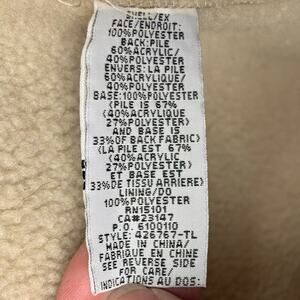 SHELL/EX
FACE/ENDROIT:
100%POLYESTER
BACK:PILE
60%ACRYLIC/
40%POLYESTER
ENVERS: LA PILE
60%ACRYLIQUE/
40%POLYESTER
BASE:100%POLYESTER
(PILE IS 67%
(40%ACRYLIC
27%POLYESTER)
AND BASE IS
33%OF BACK FABRIC)
(LA PILE EST 67%
(40%ACRYLIC
27%POLYESTER)
ET BASE EST
33%DE TISSU ARRIERE)
LINING/DO
100%POLYESTER
RN15101
CA#23147
P.O. 6100110
STYLE: 426767-TL
MADE IN CHINA/
FABRIQUE EN CHINE
SEE REVERSE SIDE
FOR CARE/
INDICATIONS AU DOS: